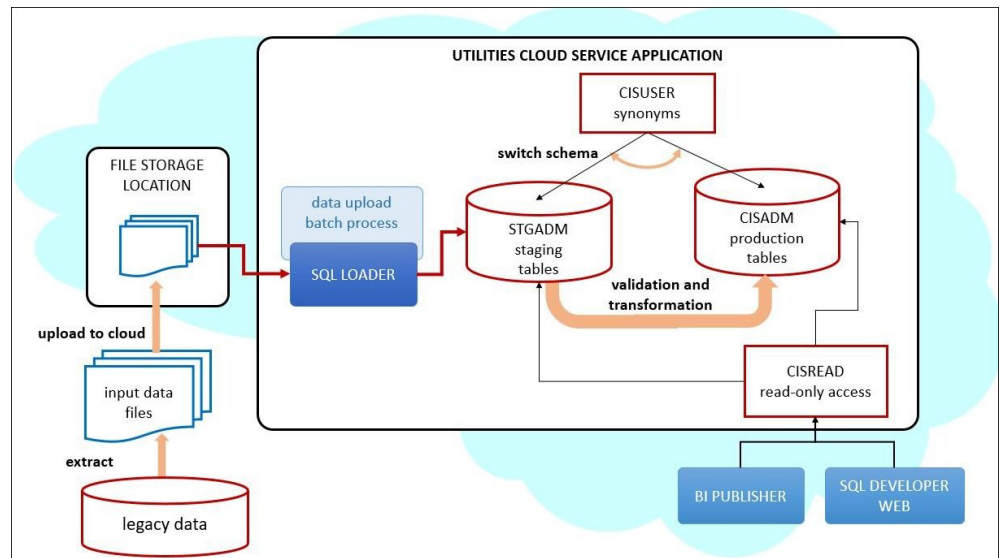 UTILITIES CLOUD SERVICE APPLICATION
CISUSER
synonyms
switch schema
FILE STORAGE
LOCATION
data upload
batch process
SQL LOADER
STGADM
staging
tables
CISADM
production
tables
validation and
transformation
upload to cloud
input data
files
CISREAD
read-only access
extract
legacy data
BI PUBLISHER
SQL DEVELOPER
WEB